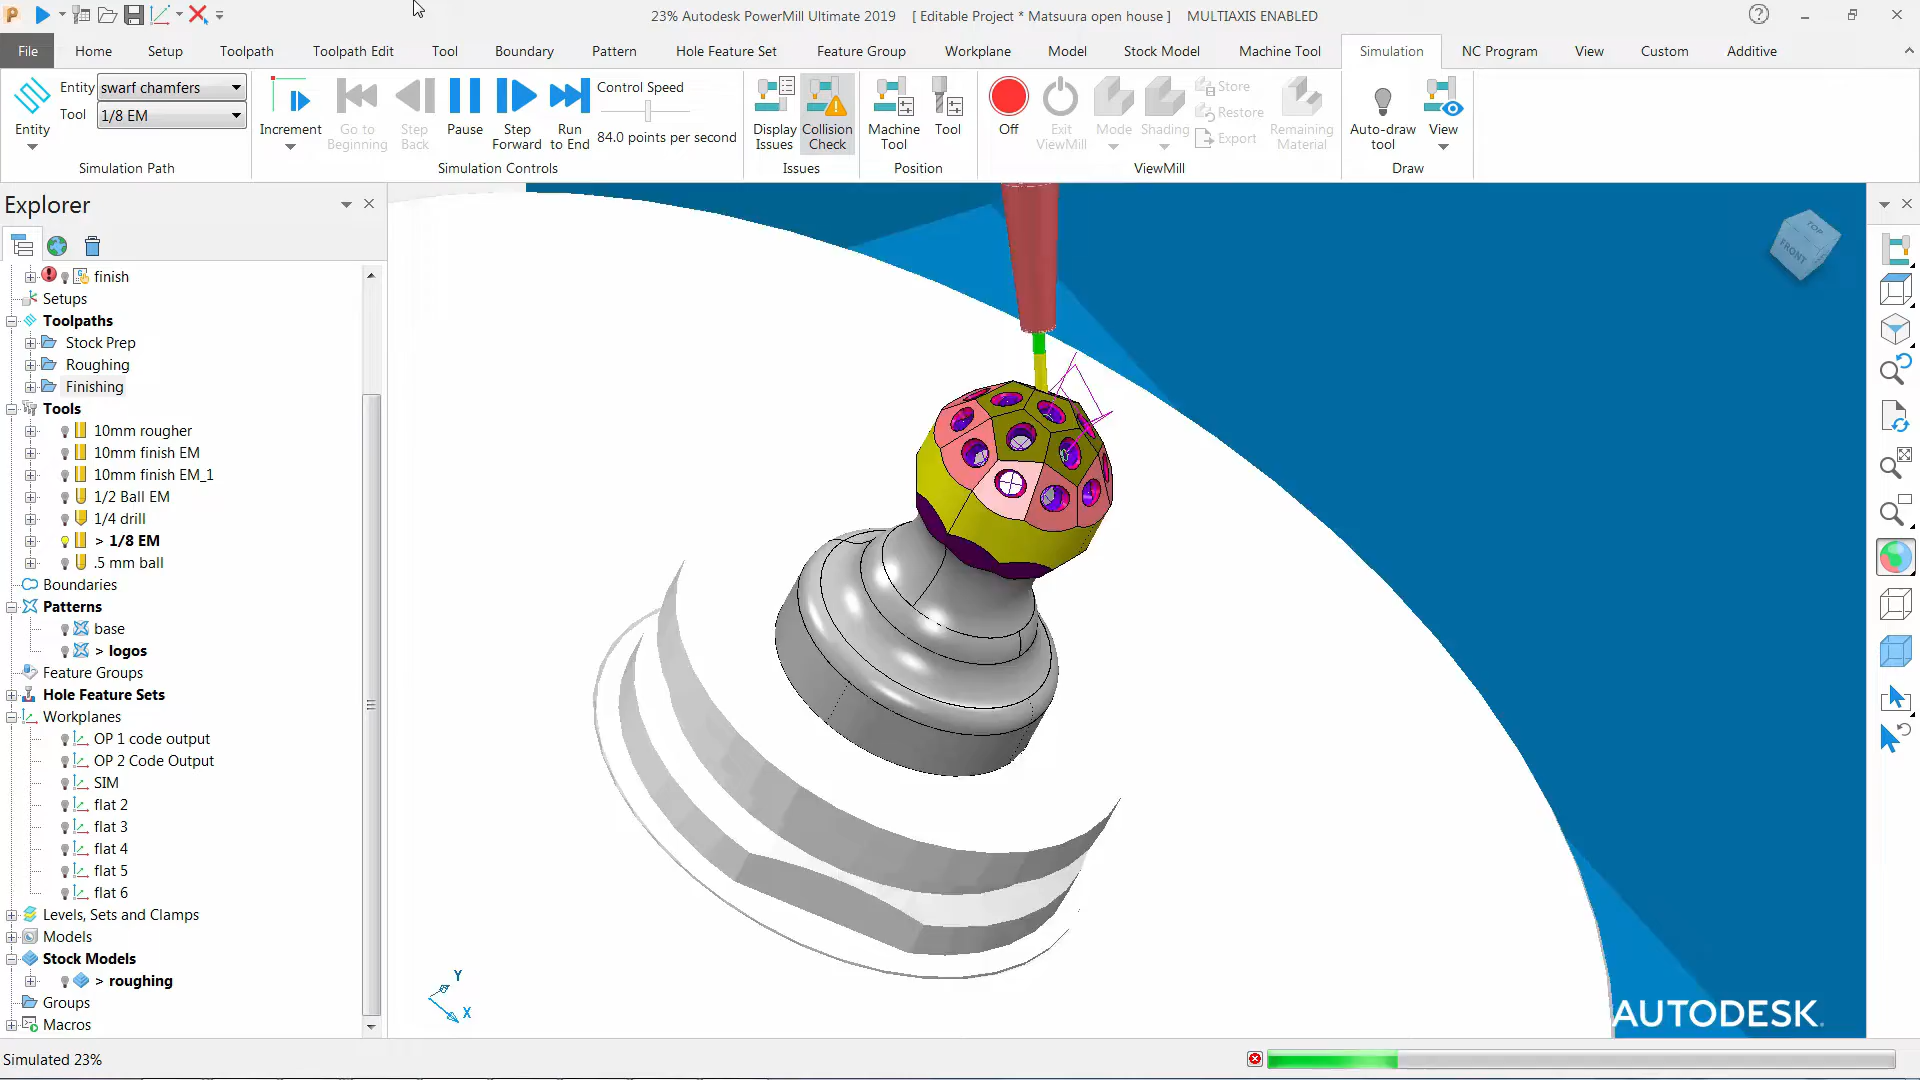 23% Autodesk PowerMill Ultimate 2019 [ Editable Project * Matsuura open house ] MULTIAXIS ENABLED
File Home Setup Toolpath Toolpath Edit Tool Boundary Pattern Hole Feature Set Feature Group Workplane Model Stock Model Machine Tool Simulation NC Program View Custom Additive
Entity swarf chamfers
Tool 1/8 EM
Entity
Simulation Path
Increment
Go to Beginning
Step Back
Pause
Step Forward
Run to End
Control Speed
84.0 points per second
Simulation Controls
Display Issues
Collision Check
Issues
Machine Tool
Tool
Position
Off
Exit ViewMill
Mode
Shading
Store
Restore
Export
Remaining Material
ViewMill
Auto-draw tool
View
Draw
Explorer
finish
Setups
Toolpaths
Stock Prep
Roughing
Finishing
Tools
10mm rougher
10mm finish EM
10mm finish EM_1
1/2 Ball EM
1/4 drill
> 1/8 EM
.5 mm ball
Boundaries
Patterns
base
> logos
Feature Groups
Hole Feature Sets
Workplanes
OP 1 code output
OP 2 Code Output
SIM
flat 2
flat 3
flat 4
flat 5
flat 6
Levels, Sets and Clamps
Models
Stock Models
> roughing
Groups
Macros
TOP
FRONT
Y
X
AUTODESK.
Simulated 23%